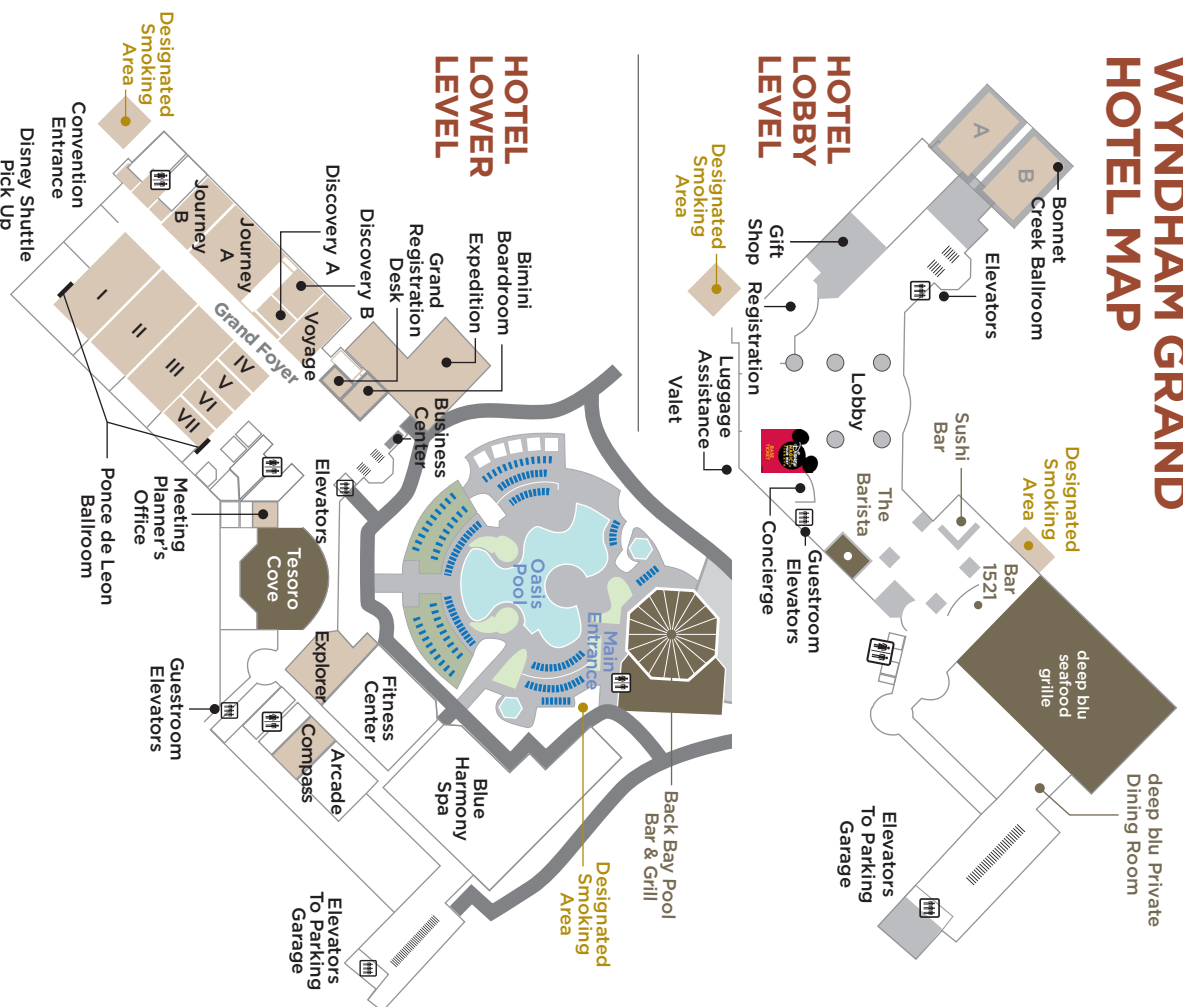 WYNDHAM GRAND
HOTEL MAP
HOTEL
LOBBY
LEVEL
A
B
Bonnet
Creek Ballroom
Elevators
Gift
Shop
Registration
Designated
Smoking
Area
Lobby
Luggage
Assistance
Valet
Sushi
Bar
The
Barista
Concierge
Guestroom
Elevators
Designated
Smoking
Area
Bar
1521
deep blu
seafood
grille
deep blu Private
Dining Room
Elevators
To Parking
Garage
HOTEL
LOWER
LEVEL
Designated
Smoking
Area
Convention
Entrance
Disney Shuttle
Pick Up
Journey
B
Journey
A
Discovery A
Discovery B
Voyage
Grand
Registration
Desk
Expedition
Bimini
Boardroom
Business
Center
Grand Foyer
I
II
III
IV
V
VI
VII
Ponce de Leon
Ballroom
Meeting
Planner's
Office
Elevators
Tesoro
Cove
Oasis
Pool
Main
Entrance
Explorer
Fitness
Center
Guestroom
Elevators
Compass
Arcade
Blue
Harmony
Spa
Back Bay Pool
Bar & Grill
Designated
Smoking
Area
Elevators
To Parking
Garage